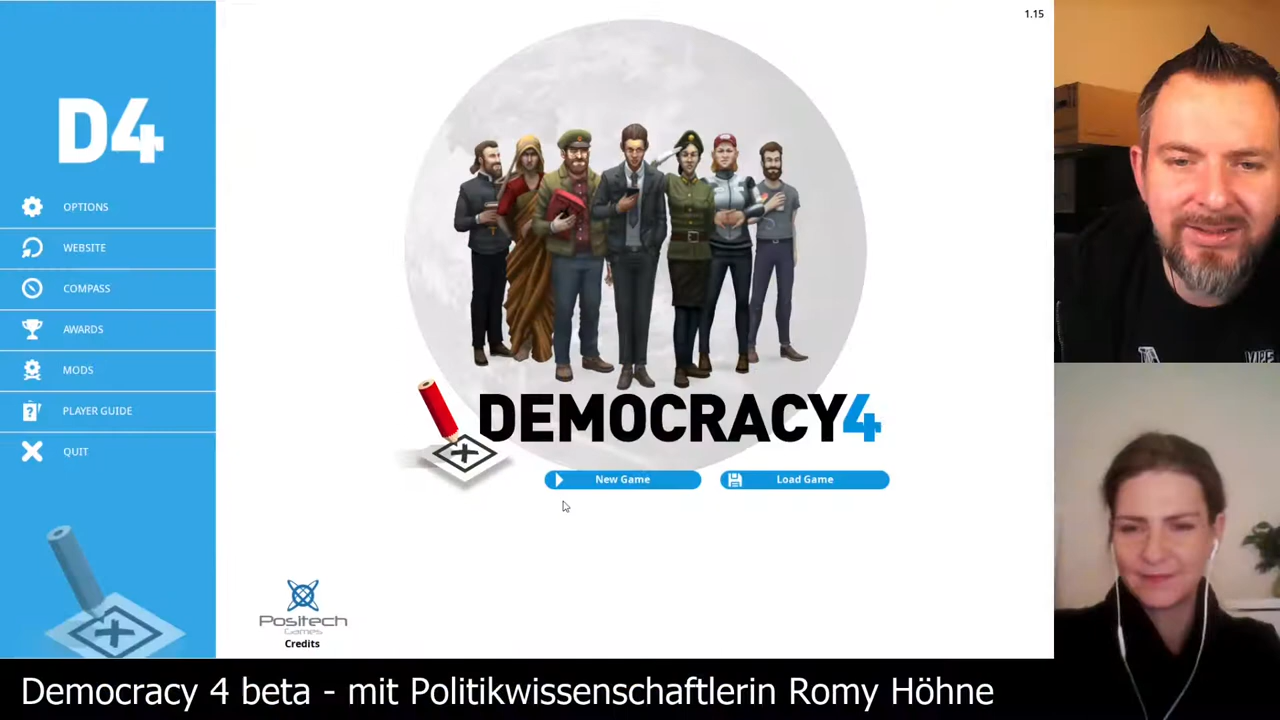 1.15
D4
OPTIONS
WEBSITE
COMPASS
AWARDS
MODS
PLAYER GUIDE
QUIT
DEMOCRACY4
New Game
Load Game
Positech
Games
Credits
Democracy 4 beta - mit Politikwissenschaftlerin Romy Höhne